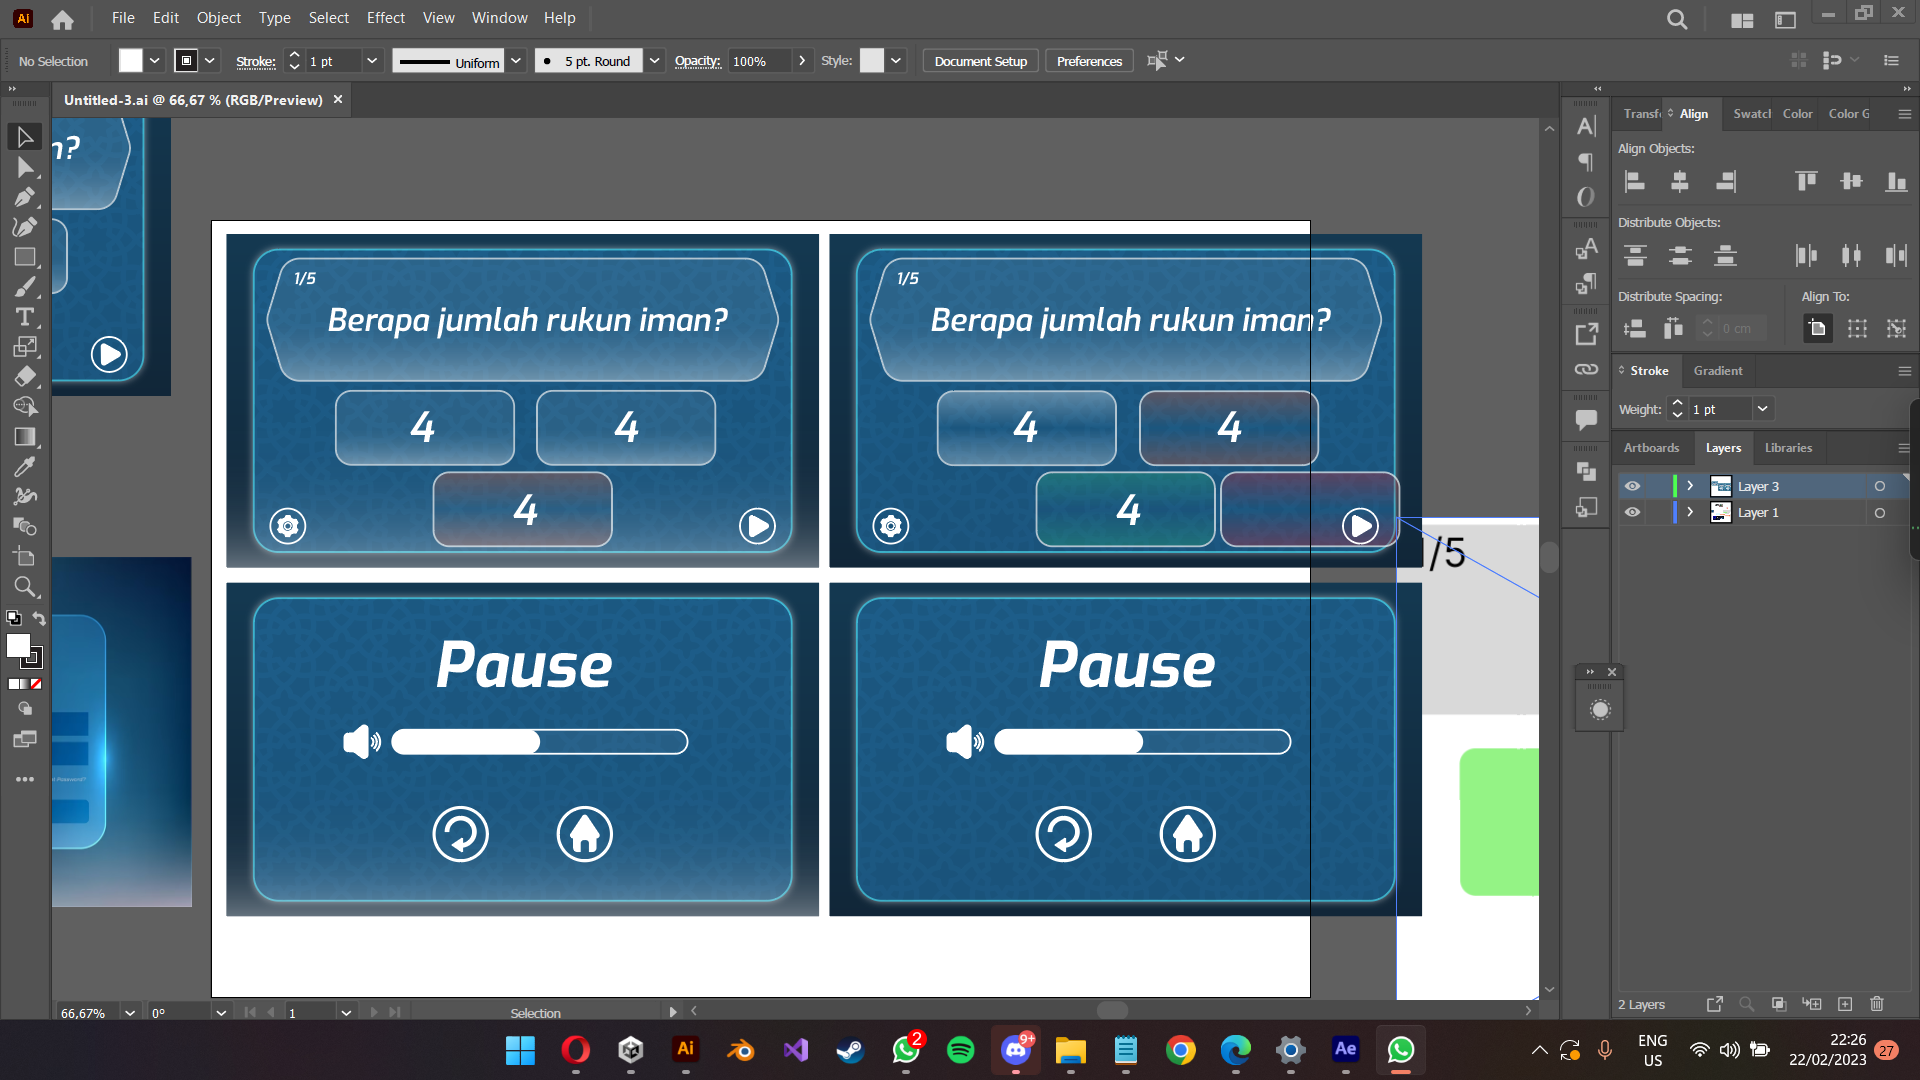 Ai File Edit Object Type Select Effect View Window Help
No Selection Stroke: 1 pt Uniform 5 pt. Round Opacity: 100% Style: Document Setup Preferences
Untitled-3.ai @ 66,67 % (RGB/Preview)
Transf Align Swatcl Color Color G
Align Objects:
Distribute Objects:
Distribute Spacing: Align To:
0 cm
Stroke Gradient
Weight: 1 pt
Artboards Layers Libraries
Layer 3
Layer 1
n?
1/5
Berapa jumlah rukun iman?
4 4
4
1/5
Berapa jumlah rukun iman?
4 4
4
/5
Pause
Pause
66,67% 0° 1 Selection
2 Layers
2 9+ Ai Ae
ENG
US
22:26
22/02/2023
27